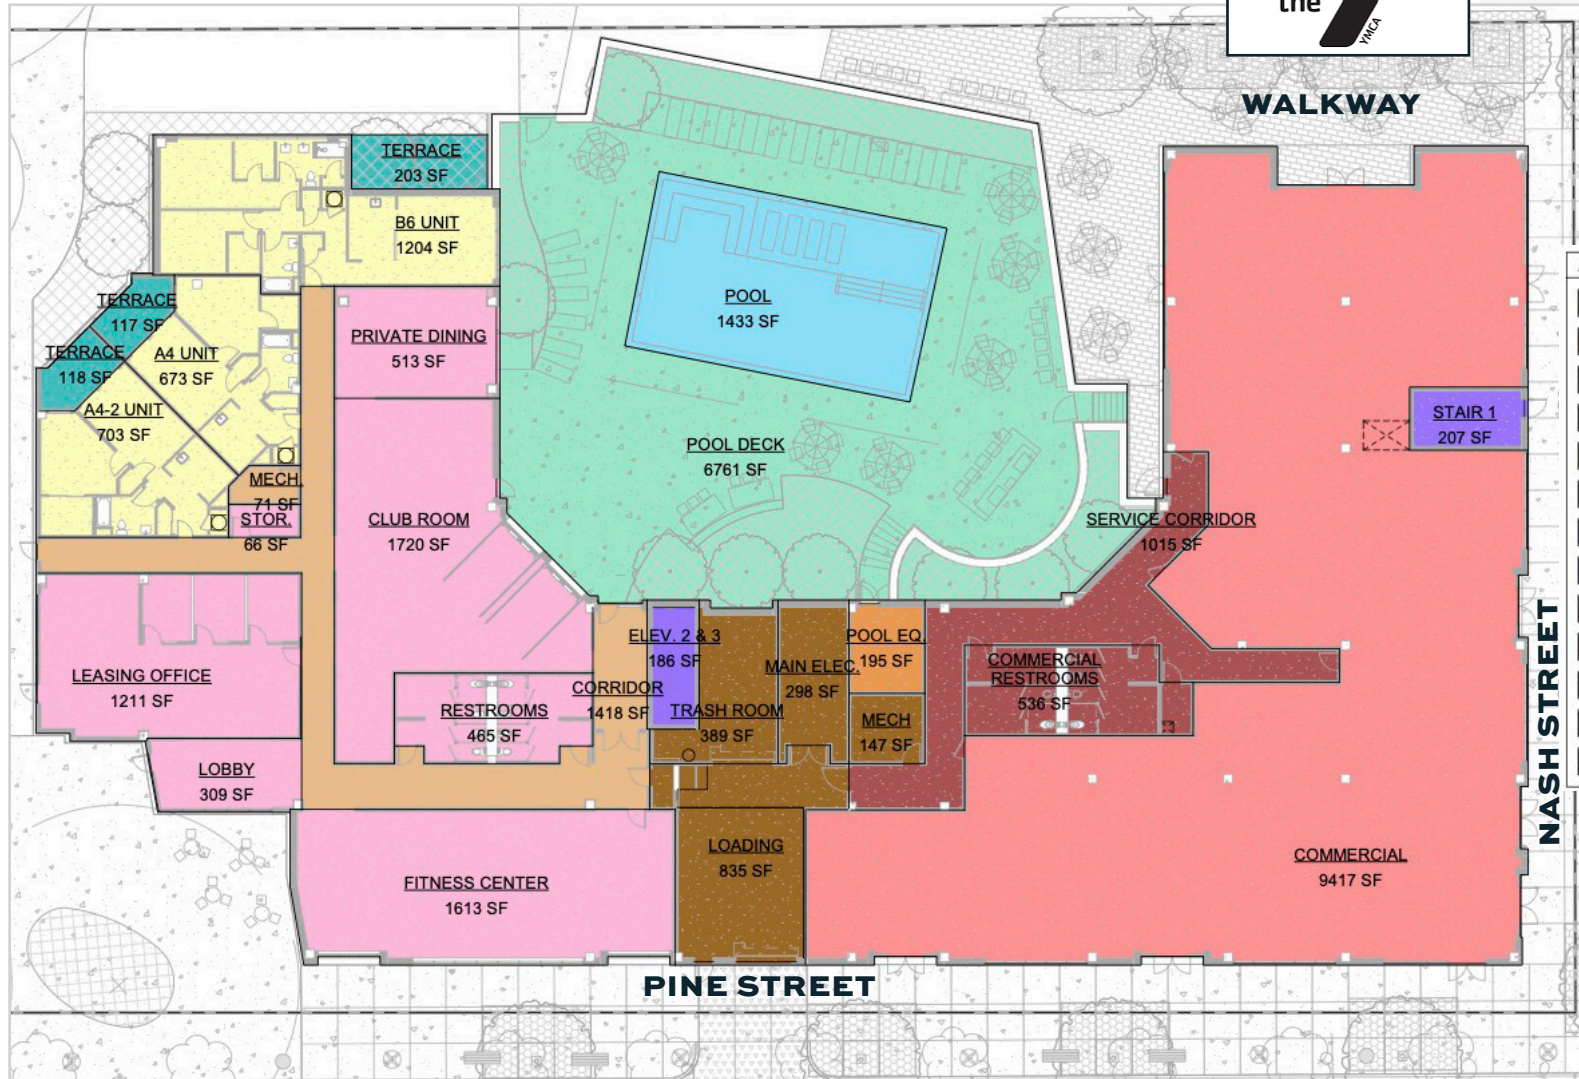 the
YMCA
WALKWAY
TERRACE
203 SF
B6 UNIT
1204 SF
TERRACE
117 SF
TERRACE
118 SF
A4 UNIT
673 SF
A4-2 UNIT
703 SF
MECH.
71 SF
STOR.
66 SF
PRIVATE DINING
513 SF
CLUB ROOM
1720 SF
POOL
1433 SF
POOL DECK
6761 SF
STAIR 1
207 SF
SERVICE CORRIDOR
1015 SF
LEASING OFFICE
1211 SF
LOBBY
309 SF
RESTROOMS
465 SF
CORRIDOR
1418 SF
ELEV. 2 & 3
186 SF
TRASH ROOM
389 SF
MAIN ELEC.
298 SF
POOL EQ.
195 SF
MECH
147 SF
COMMERCIAL
RESTROOMS
536 SF
FITNESS CENTER
1613 SF
LOADING
835 SF
COMMERCIAL
9417 SF
NASH STREET
PINE STREET